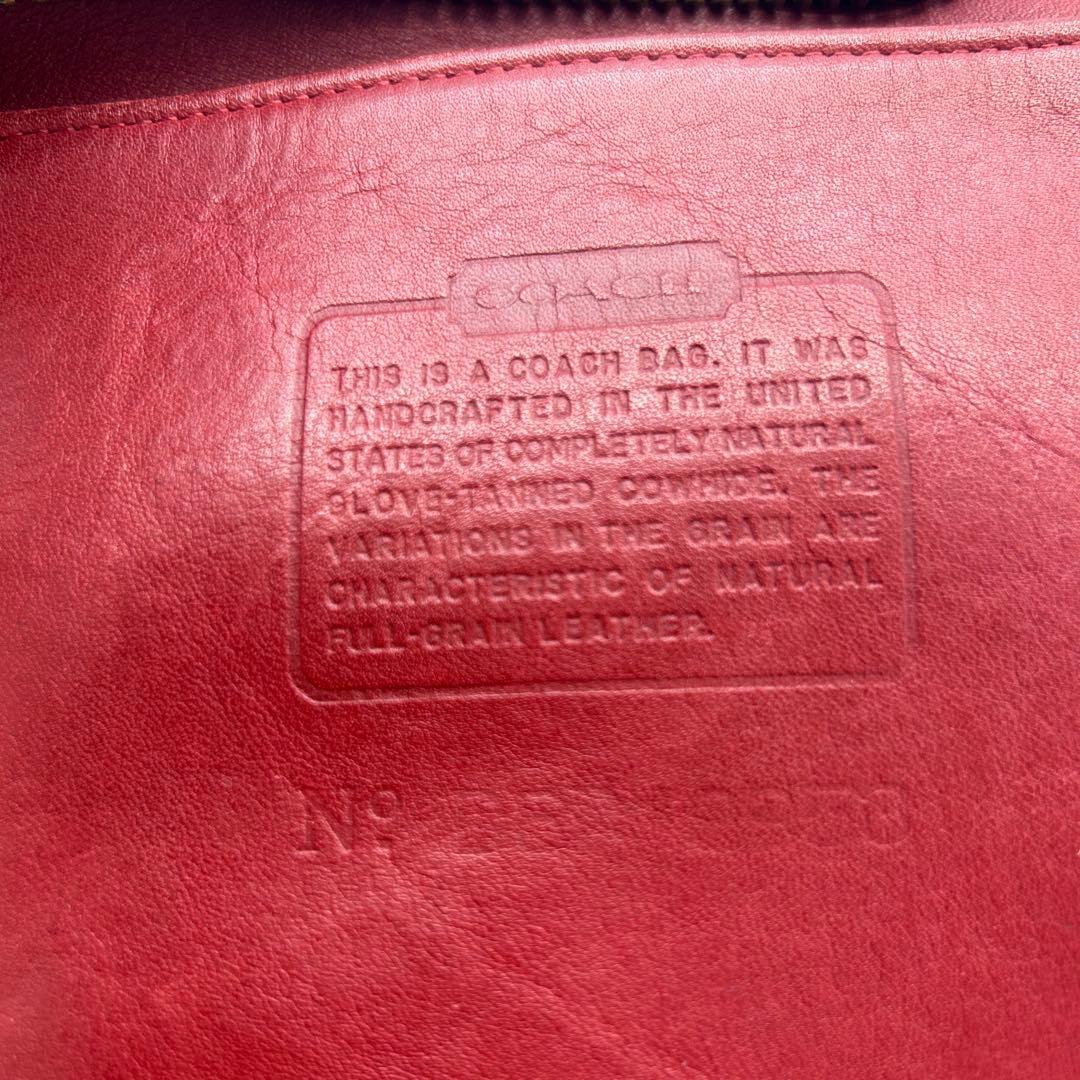 COACH
THIS IS A COACH BAG. IT WAS
HANDCRAFTED IN THE UNITED
STATES OF COMPLETELY NATURAL
GLOVE-TANNED COWHIDE. THE
VARIATIONS IN THE GRAIN ARE
CHARACTERISTIC OF NATURAL
FULL-GRAIN LEATHER.
Nº